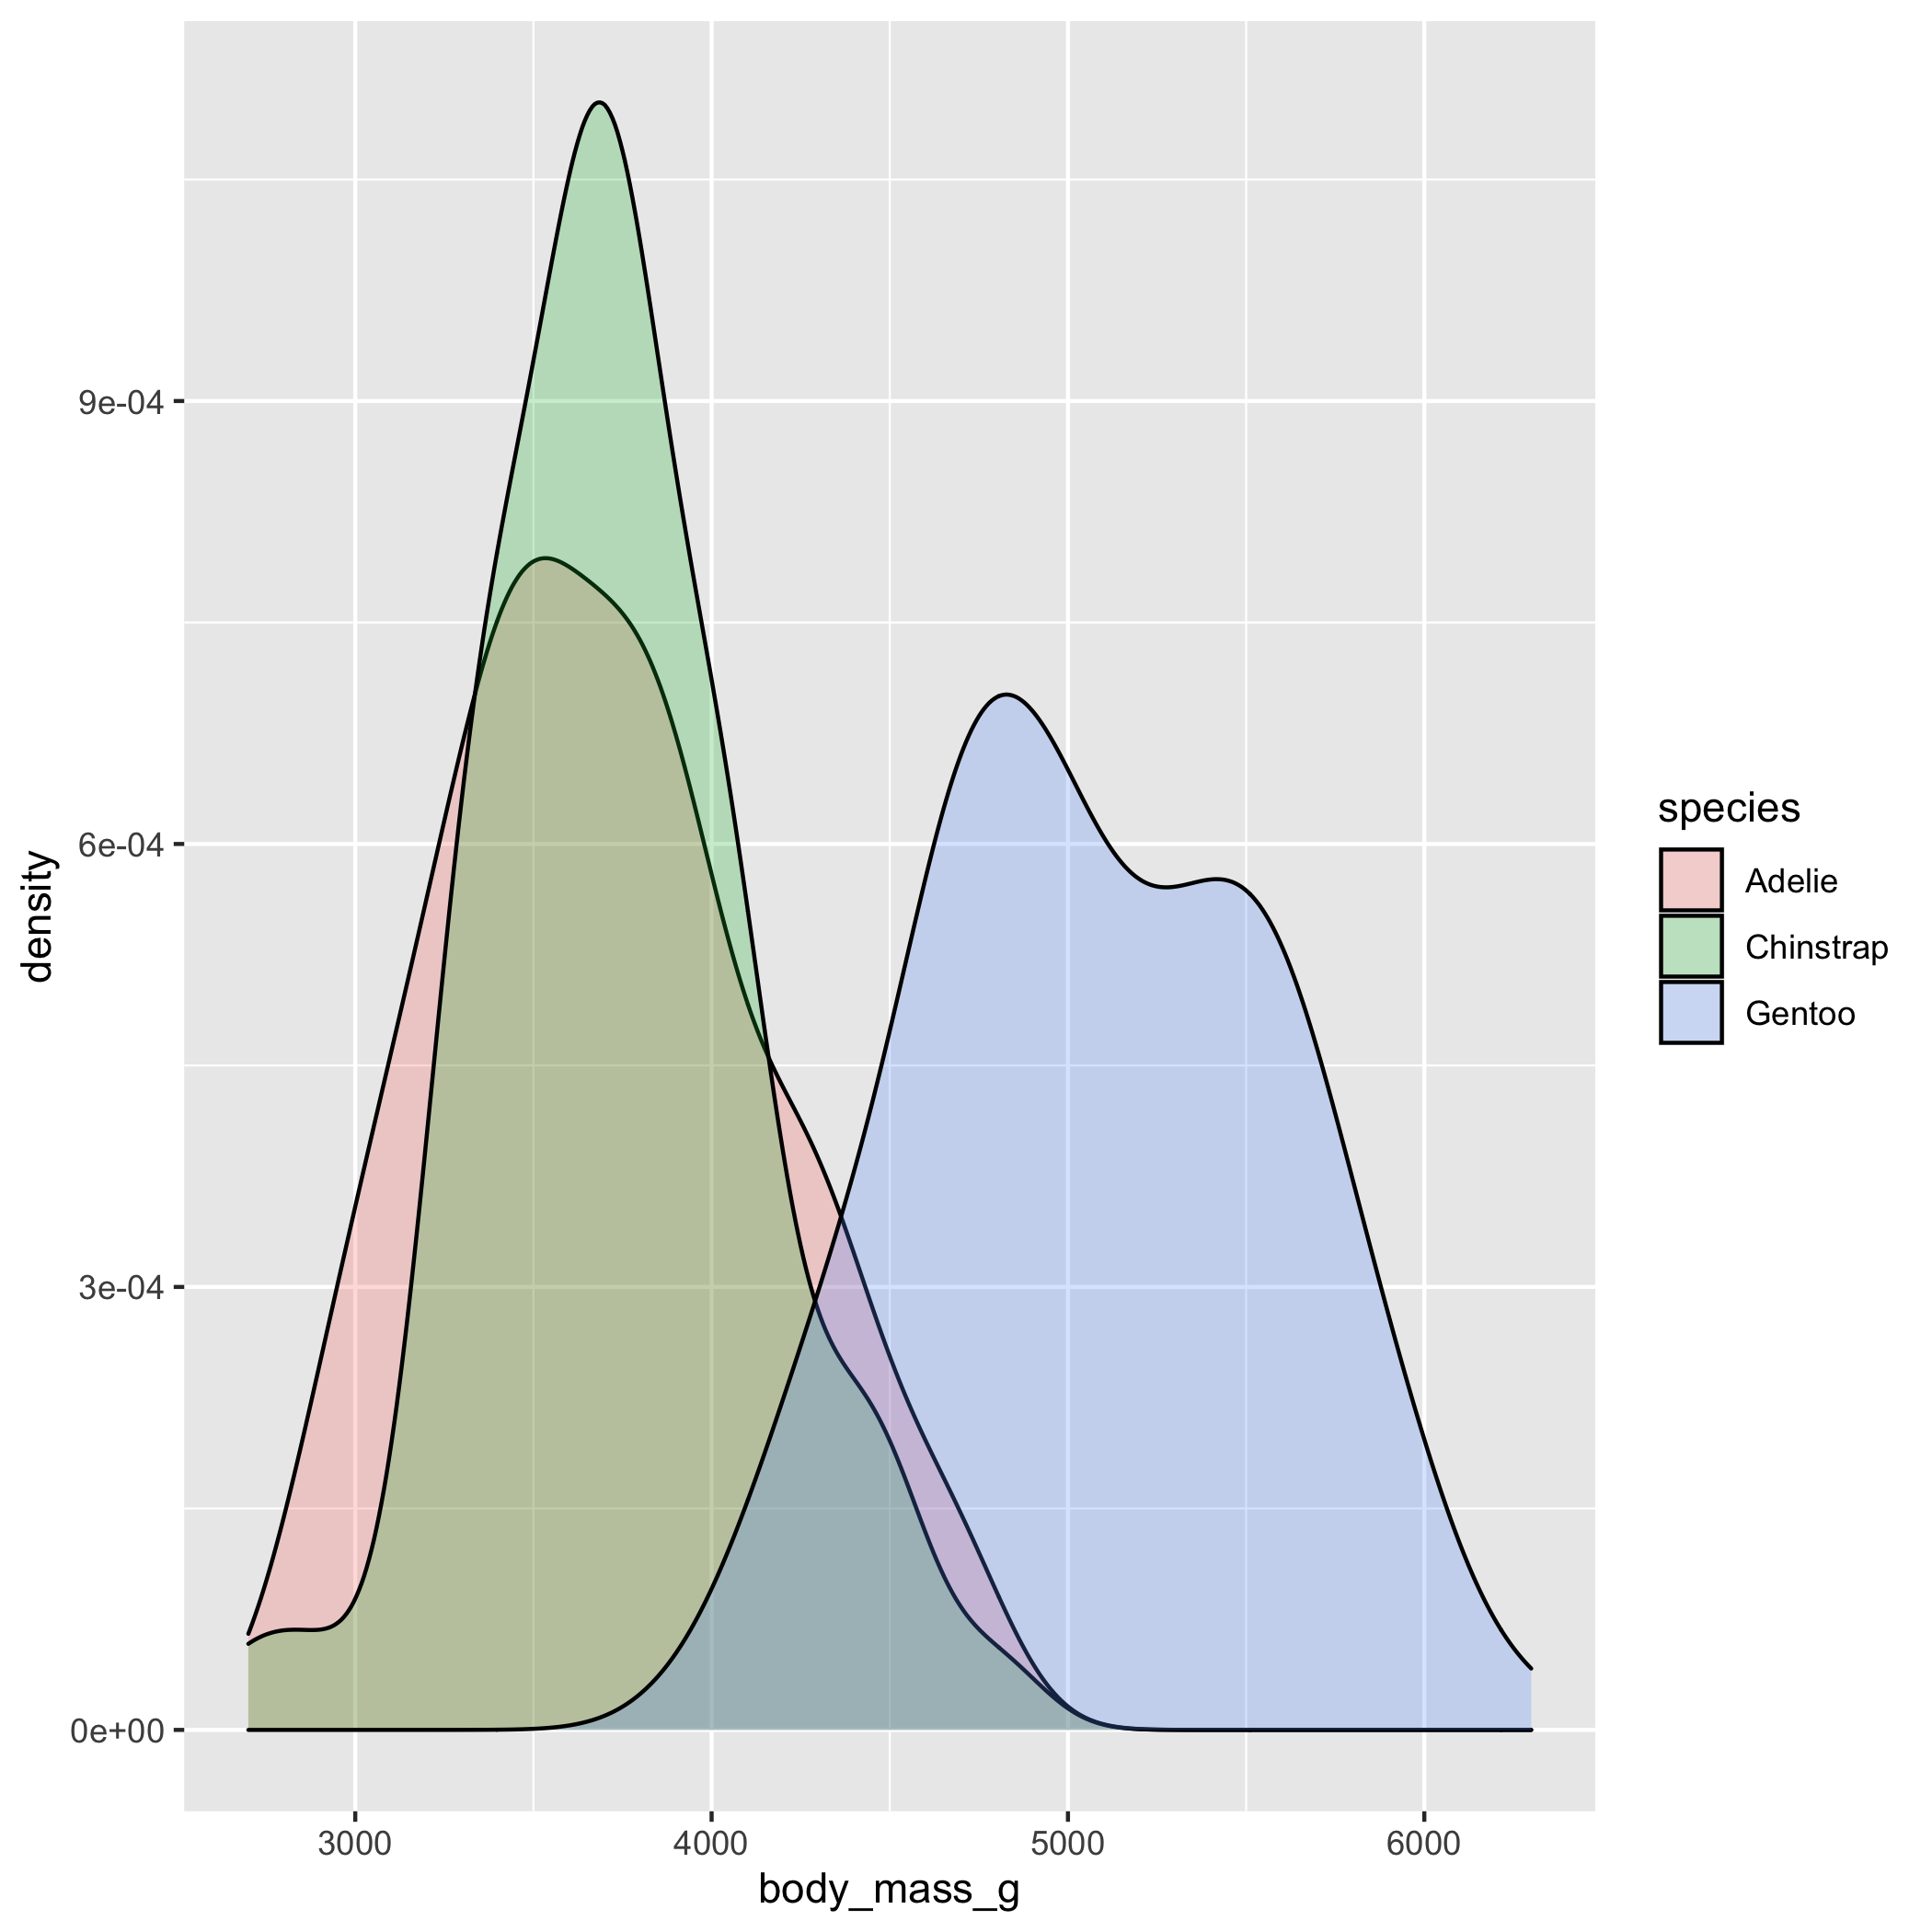 density
9e-04
6e-04
3e-04
0e+00
3000 4000 5000 6000
body_mass_g
species
Adelie
Chinstrap
Gentoo